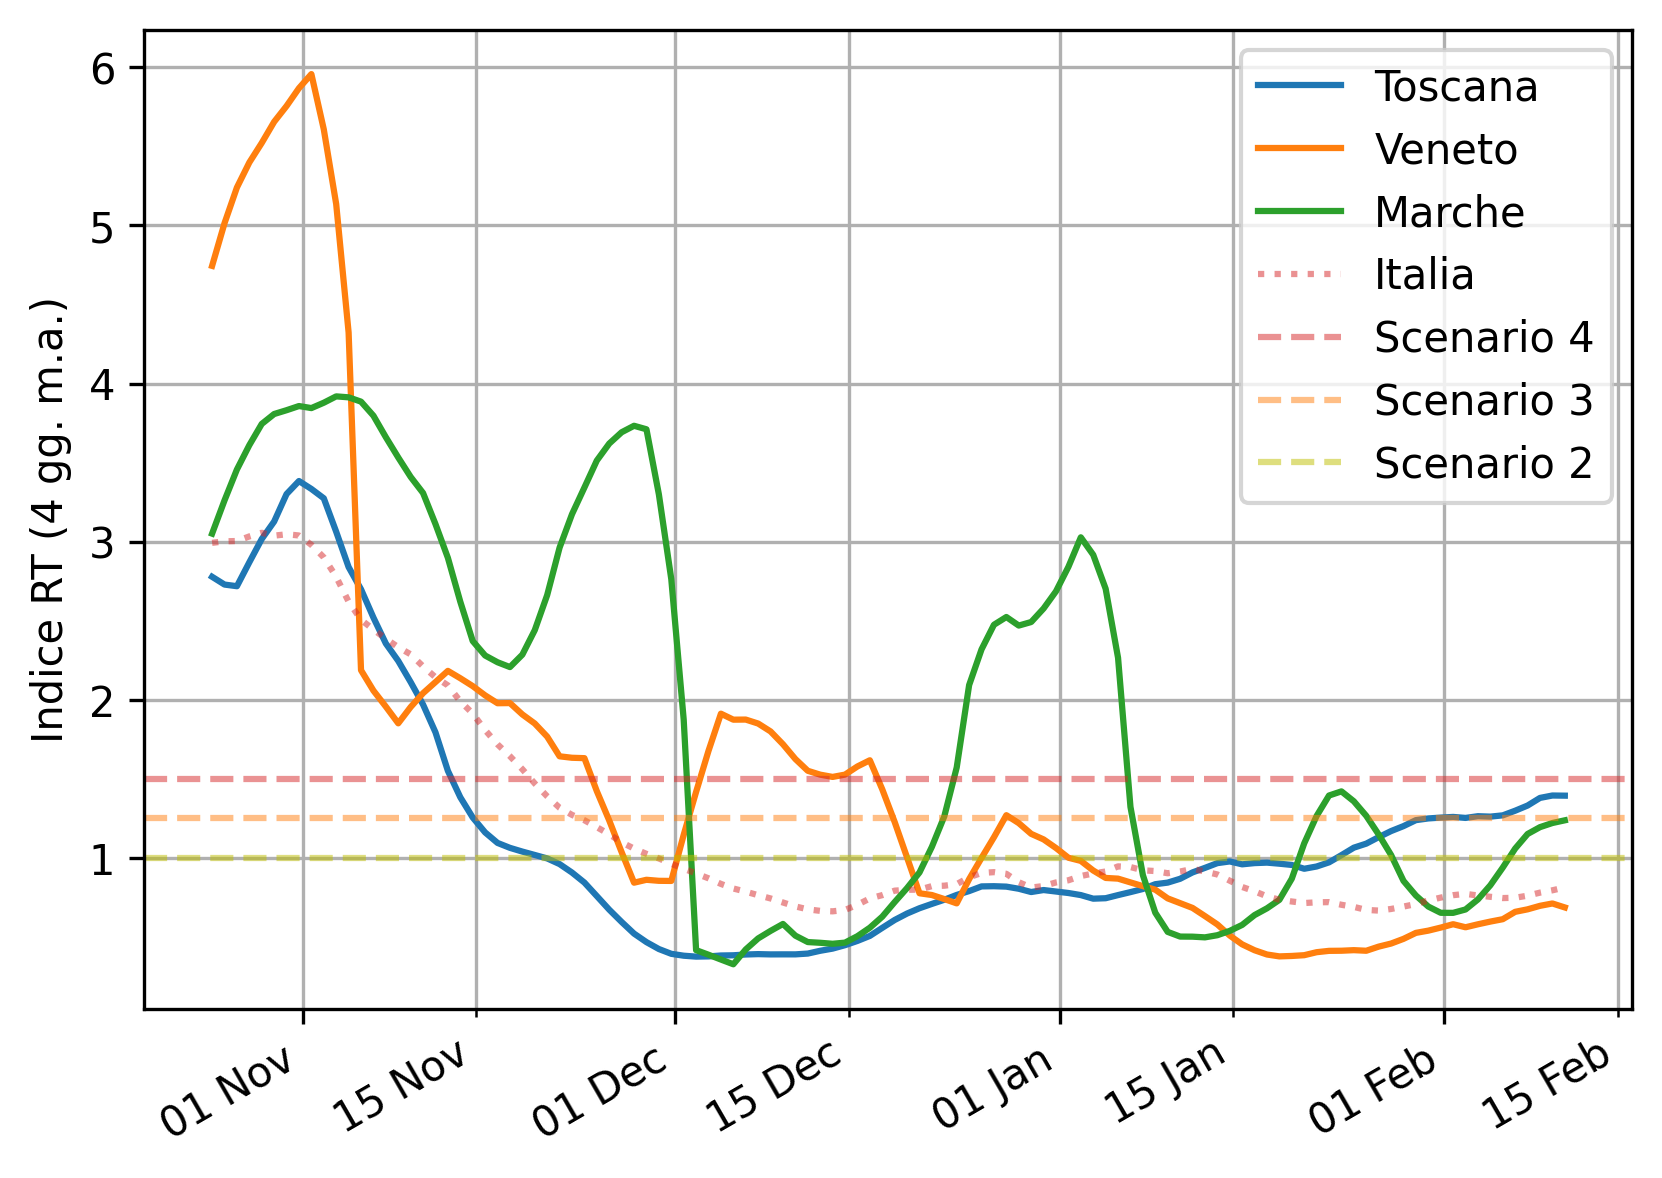 Indice RT (4 gg. m.a.)
6
5
4
3
2
1
Toscana
Veneto
Marche
Italia
Scenario 4
Scenario 3
Scenario 2
01 Nov
15 Nov
01 Dec
15 Dec
01 Jan
15 Jan
01 Feb
15 Feb